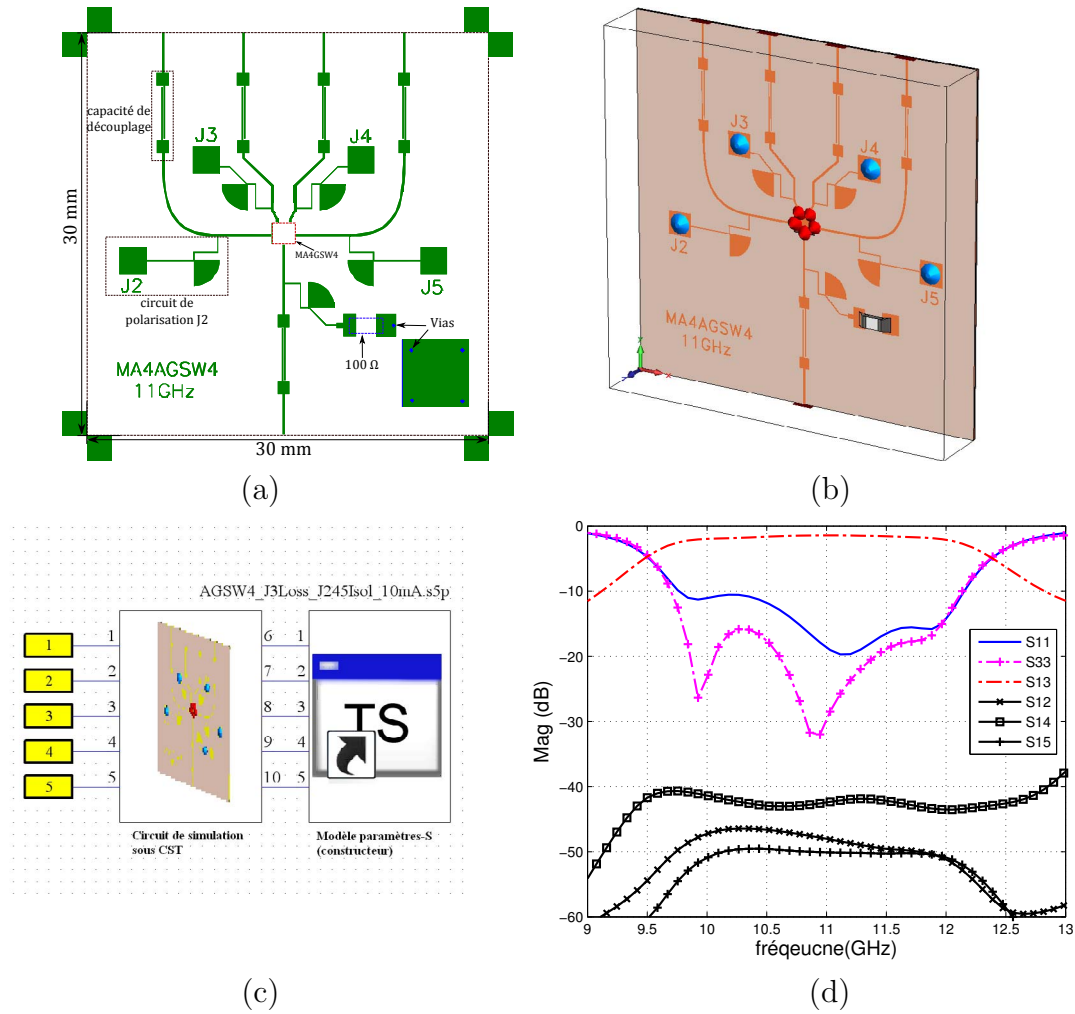 capacité de
découplage
J3
J4
30 mm
MA4GSW4
J2
J5
circuit de
polarisation J2
Vias
100 Ω
MA4AGSW4
11GHz
30 mm
(a)
J3
J4
J2
J5
MA4AGSW4
11GHz
(b)
AGSW4_J3Loss_J245Isol_10mA.s5p
1 1 6 1
2 2 7 2
3 3 8 3
4 4 9 4
5 5 10 5
TS
Circuit de simulation
sous CST
Modèle paramètres-S
(constructeur)
(c)
Mag (dB)
0
−10
−20
−30
−40
−50
−60
9 9.5 10 10.5 11 11.5 12 12.5 13
fréqeucne(GHz)
S11
S33
S13
S12
S14
S15
(d)